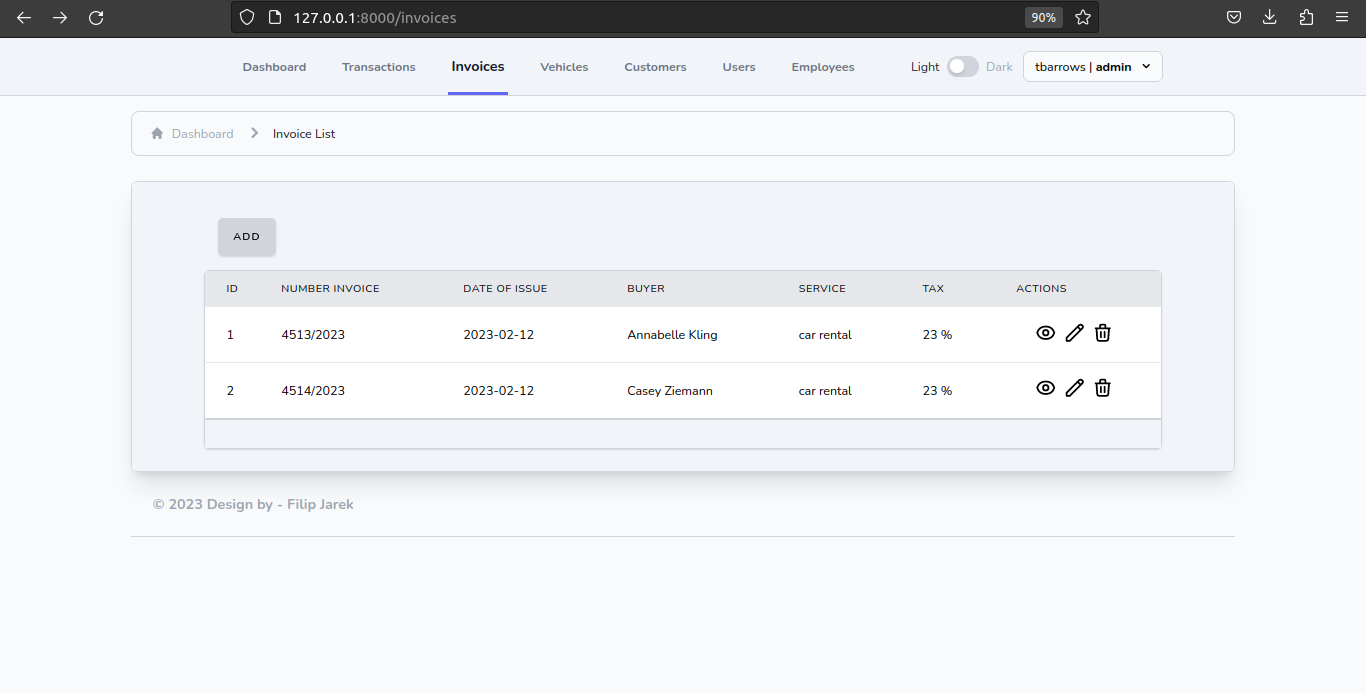 127.0.0.1:8000/invoices 90%
Dashboard Transactions Invoices Vehicles Customers Users Employees Light Dark tbarrows | admin
Dashboard Invoice List
ADD
ID NUMBER INVOICE DATE OF ISSUE BUYER SERVICE TAX ACTIONS
1 4513/2023 2023-02-12 Annabelle Kling car rental 23 %
2 4514/2023 2023-02-12 Casey Ziemann car rental 23 %
© 2023 Design by - Filip Jarek